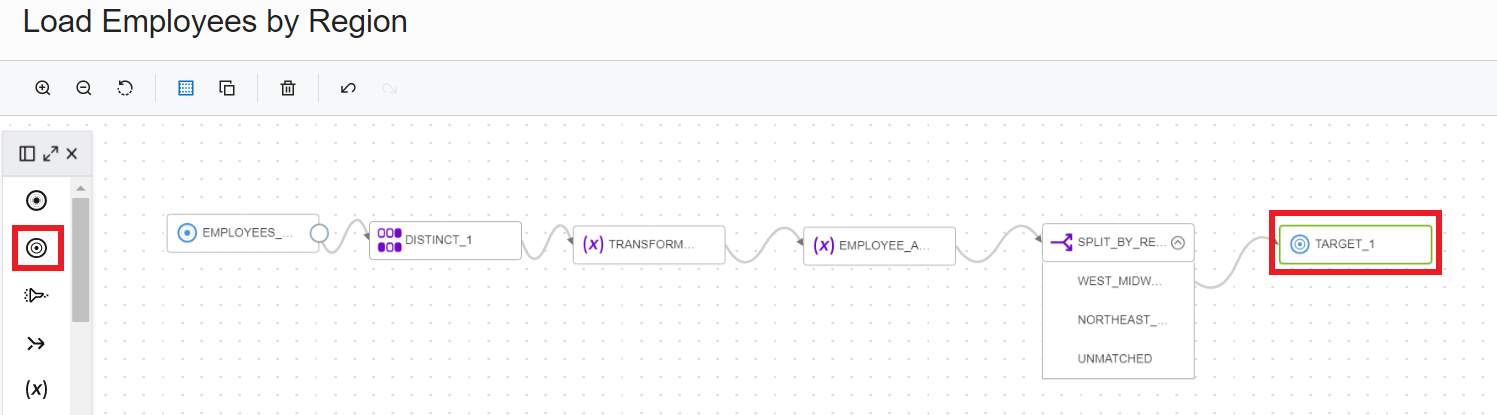 Load Employees by Region
EMPLOYEES_...
DISTINCT_1
(x) TRANSFORM...
(x) EMPLOYEE_A...
SPLIT_BY_RE...
TARGET_1
WEST_MIDW...
NORTHEAST_...
UNMATCHED
(x)